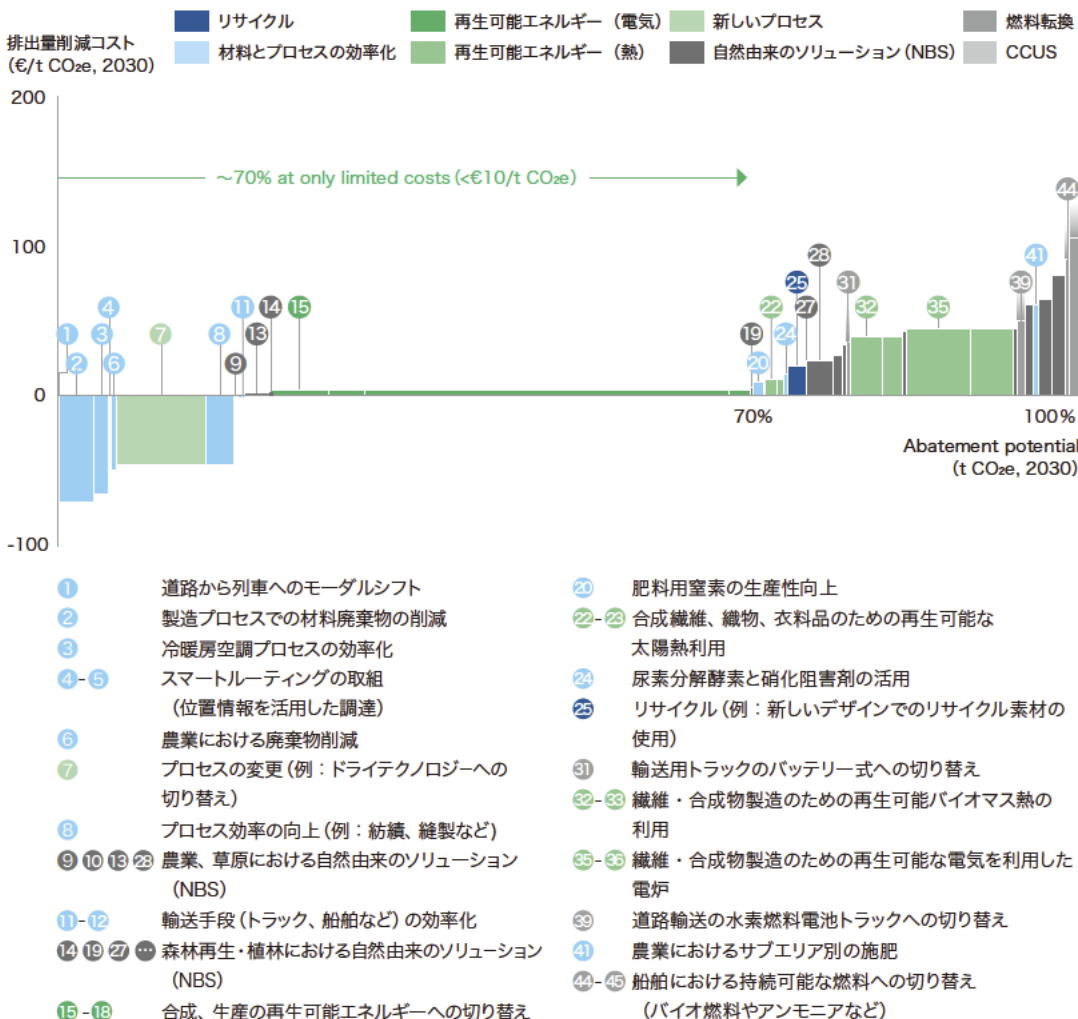 リサイクル
再生可能エネルギー（電気）
新しいプロセス
燃料転換
排出量削減コスト
(€/t CO₂e, 2030)
材料とプロセスの効率化
再生可能エネルギー（熱）
自然由来のソリューション（NBS）
CCUS
200
~70% at only limited costs (<€10/t CO₂e)
44
100
28
41
25
31
39
4
11
14
15
22
27
32
35
1
3
7
8
13
19
24
2
6
9
20
0
70%
100%
Abatement potential
(t CO₂e, 2030)
-100
1 道路から列車へのモーダルシフト
2 製造プロセスでの材料廃棄物の削減
3 冷暖房空調プロセスの効率化
4-5 スマートルーティングの取組
（位置情報を活用した調達）
6 農業における廃棄物削減
7 プロセスの変更（例：ドライテクノロジーへの
切り替え）
8 プロセス効率の向上（例：紡績、縫製など)
9 10 13 28 農業、草原における自然由来のソリューション
（NBS）
11-12 輸送手段（トラック、船舶など）の効率化
14 19 27 … 森林再生・植林における自然由来のソリューション
（NBS）
15-18 合成、生産の再生可能エネルギーへの切り替え
20 肥料用窒素の生産性向上
22-23 合成繊維、織物、衣料品のための再生可能な
太陽熱利用
24 尿素分解酵素と硝化阻害剤の活用
25 リサイクル（例：新しいデザインでのリサイクル素材の
使用）
31 輸送用トラックのバッテリー式への切り替え
32-33 繊維・合成物製造のための再生可能バイオマス熱の
利用
35-36 繊維・合成物製造のための再生可能な電気を利用した
電炉
39 道路輸送の水素燃料電池トラックへの切り替え
41 農業におけるサブエリア別の施肥
44-45 船舶における持続可能な燃料への切り替え
（バイオ燃料やアンモニアなど）